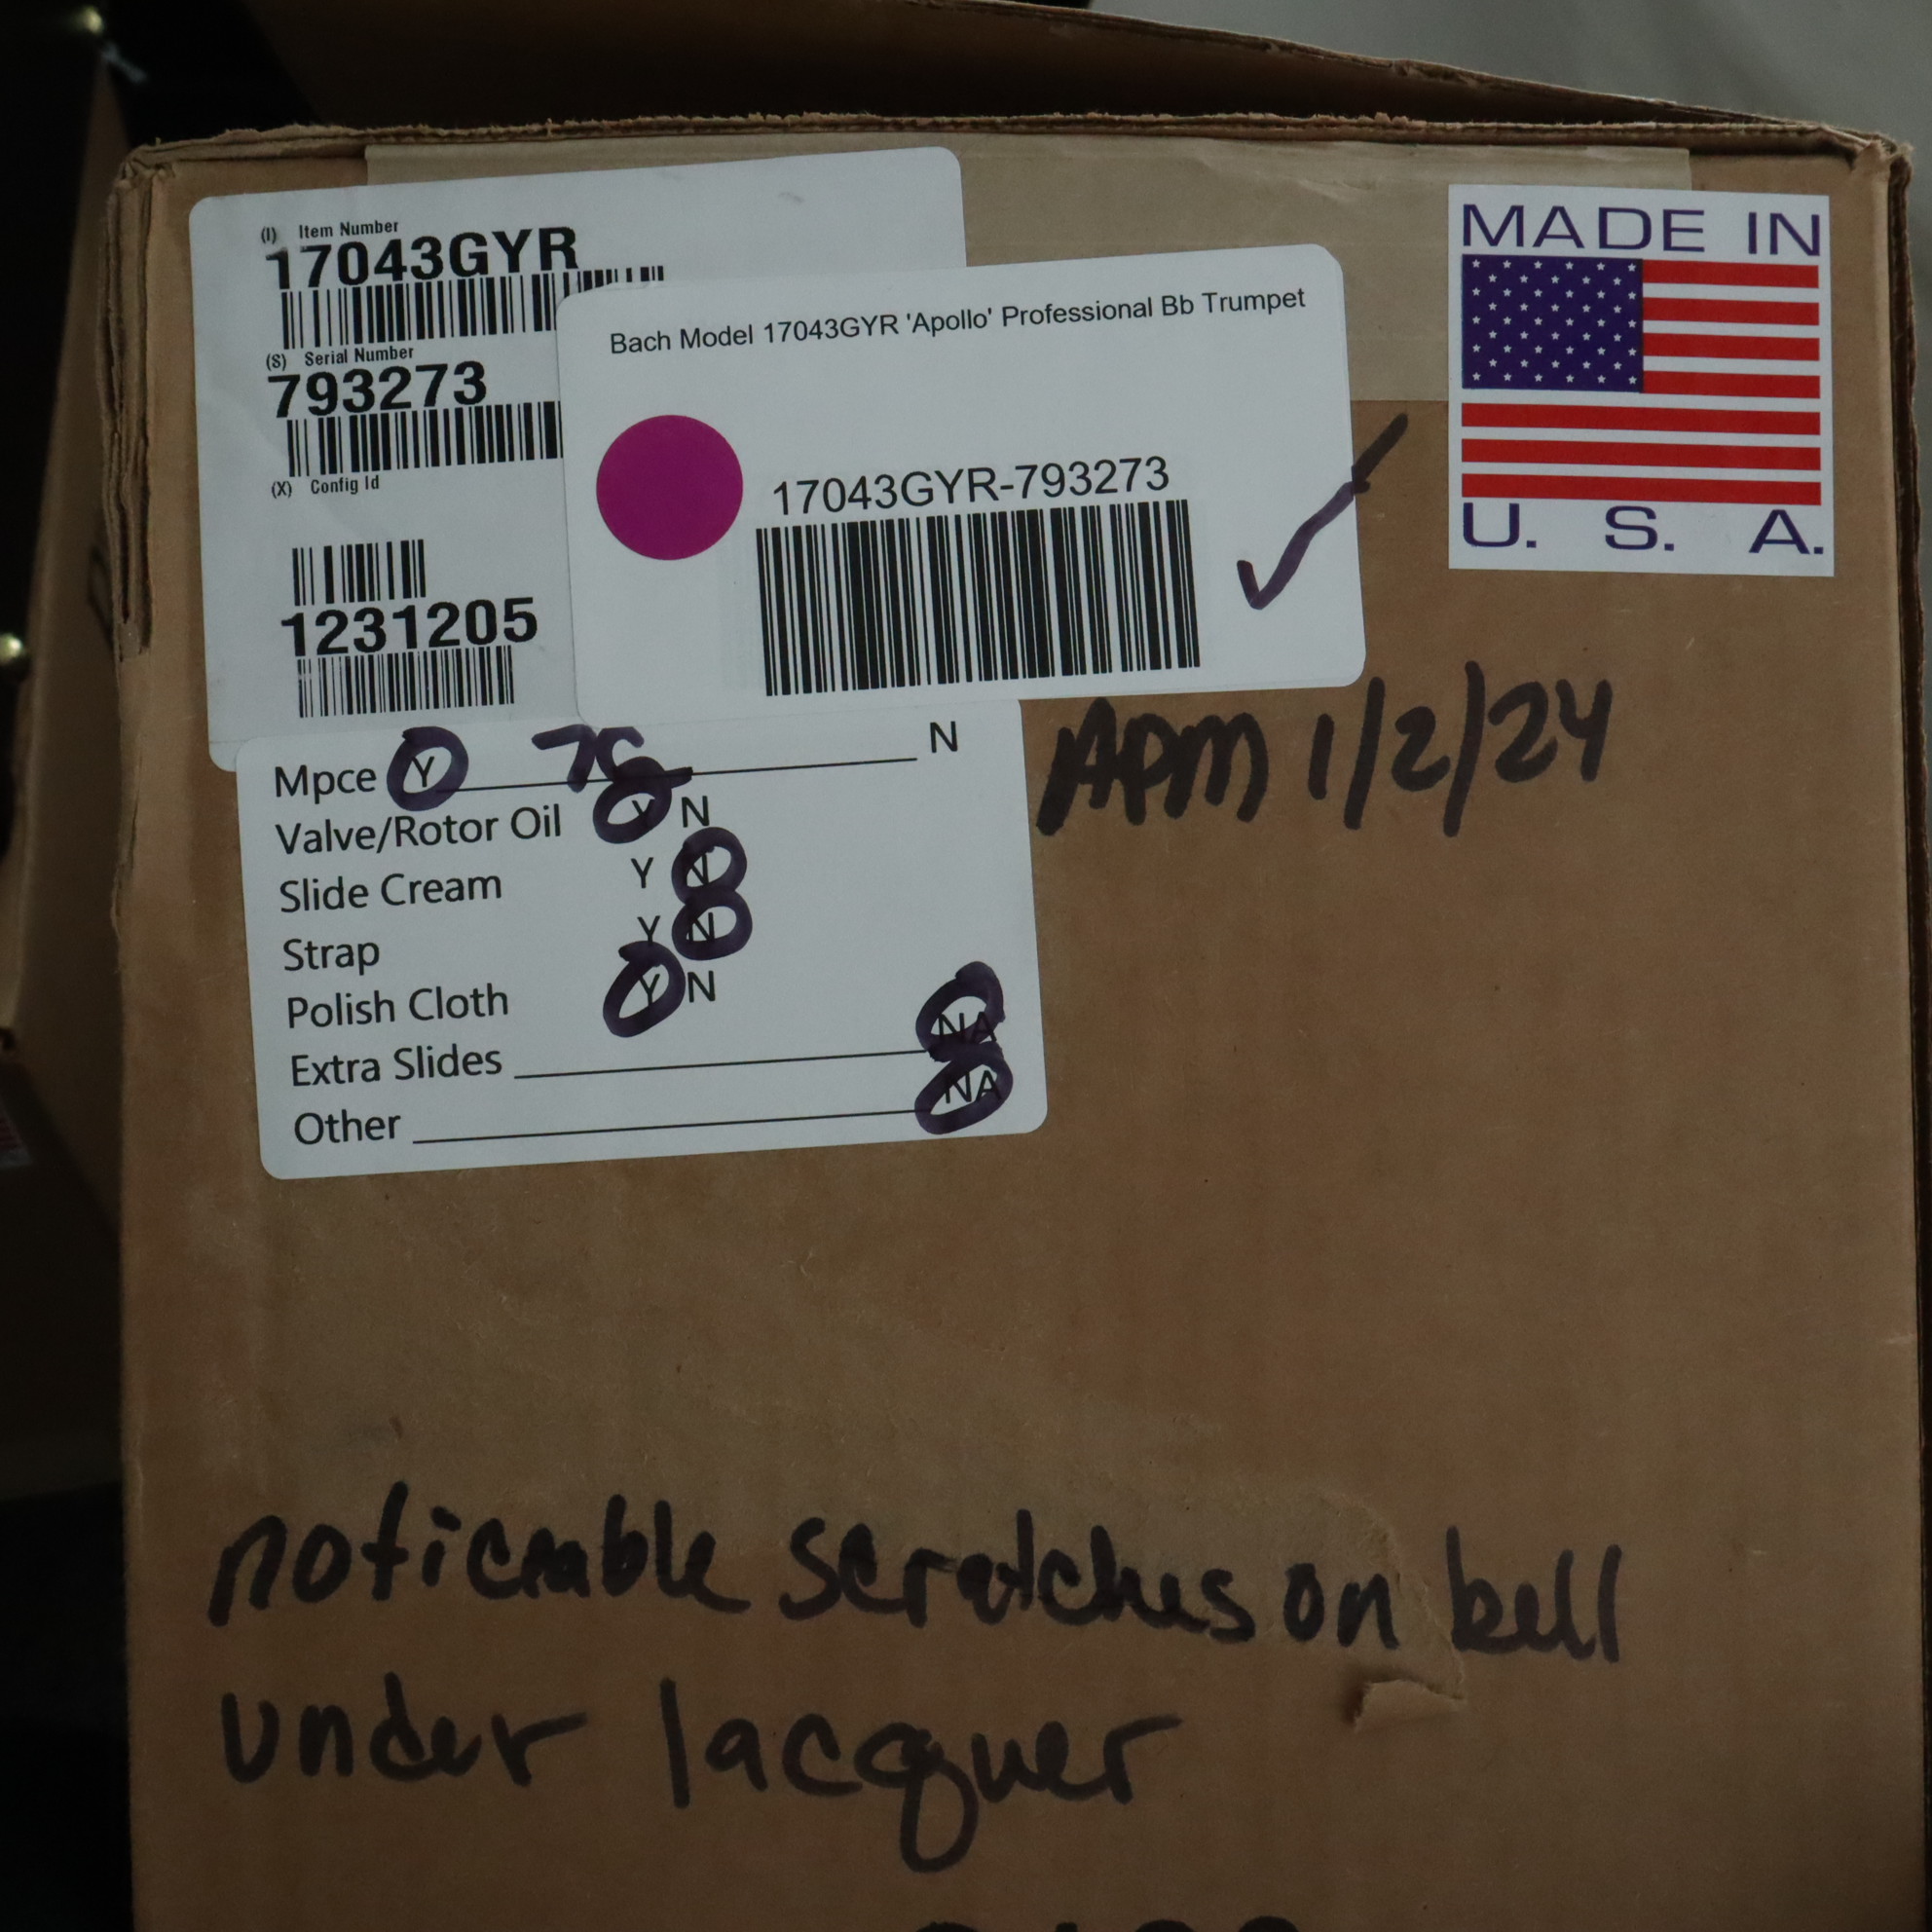 (I) Item Number
17043GYR
(S) Serial Number
793273
(X) Config Id
1231205
Bach Model 17043GYR 'Apollo' Professional Bb Trumpet
17043GYR-793273
MADE IN
U. S. A.
APM 1/2/24
Mpce Y 7C N
Valve/Rotor Oil Y N
Slide Cream Y N
Strap Y N
Polish Cloth Y N
Extra Slides NA
Other NA
noticable scratches on bell
under lacquer